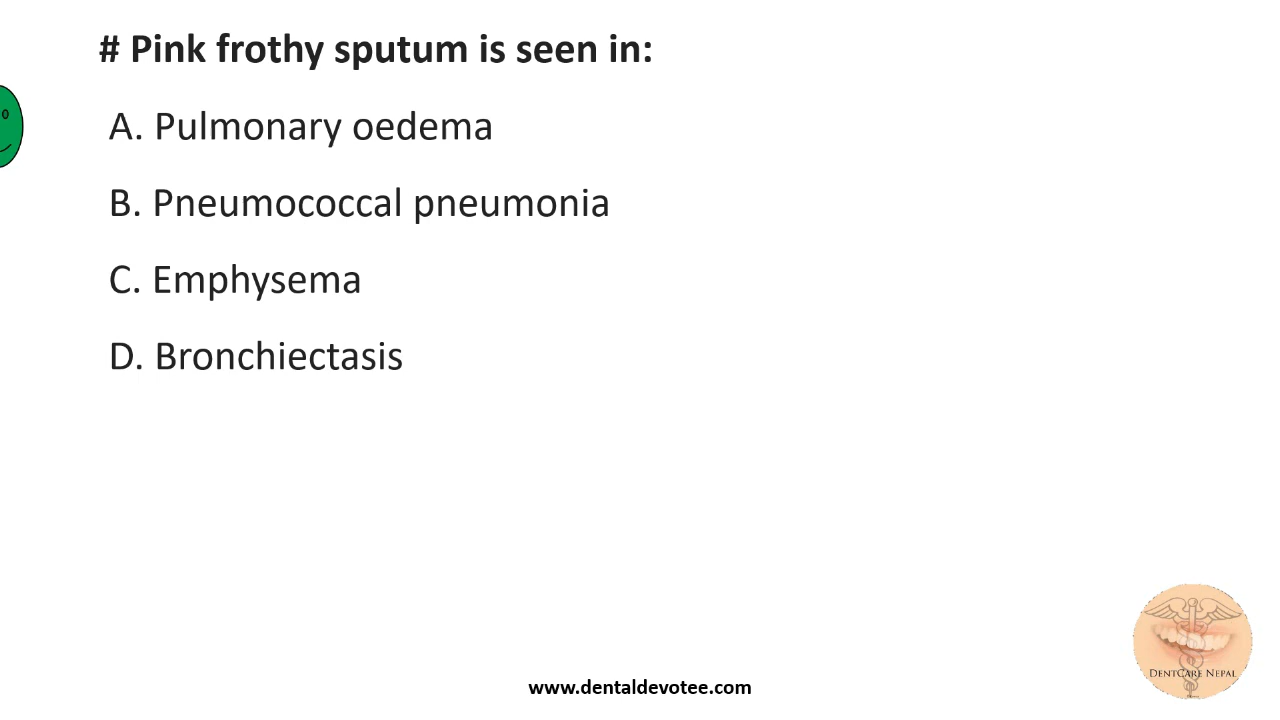 # Pink frothy sputum is seen in:
A. Pulmonary oedema
B. Pneumococcal pneumonia
C. Emphysema
D. Bronchiectasis
DentCare Nepal
www.dentaldevotee.com